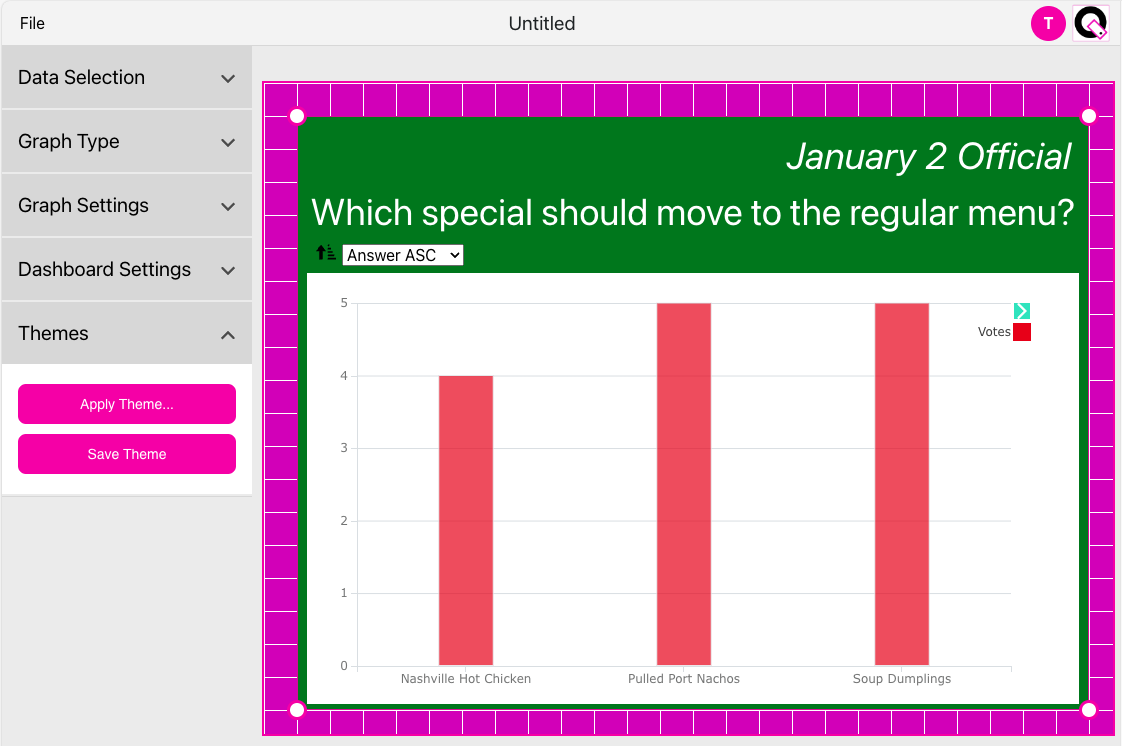 File
Untitled
T
Data Selection
Graph Type
Graph Settings
Dashboard Settings
Themes
Apply Theme...
Save Theme
January 2 Official
Which special should move to the regular menu?
Answer ASC
Votes
5
4
3
2
1
0
Nashville Hot Chicken
Pulled Port Nachos
Soup Dumplings